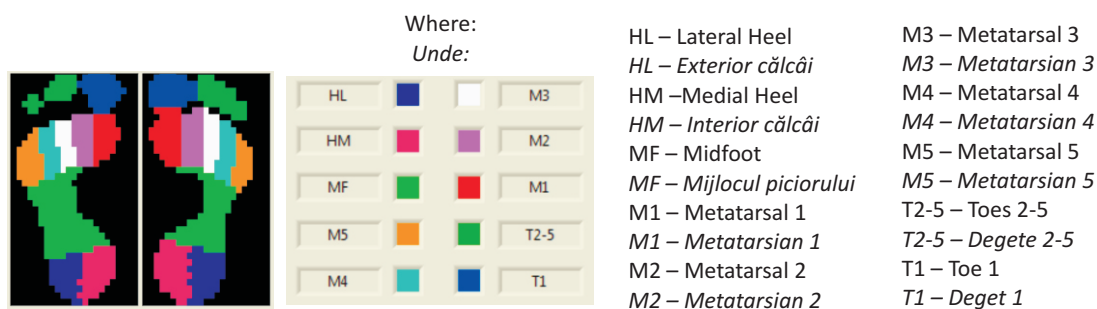 Where:
Unde:
HL M3
HM M2
MF M1
M5 T2-5
M4 T1
HL – Lateral Heel
HL – Exterior călcâi
HM –Medial Heel
HM – Interior călcâi
MF – Midfoot
MF – Mijlocul piciorului
M1 – Metatarsal 1
M1 – Metatarsian 1
M2 – Metatarsal 2
M2 – Metatarsian 2
M3 – Metatarsal 3
M3 – Metatarsian 3
M4 – Metatarsal 4
M4 – Metatarsian 4
M5 – Metatarsal 5
M5 – Metatarsian 5
T2-5 – Toes 2-5
T2-5 – Degete 2-5
T1 – Toe 1
T1 – Deget 1